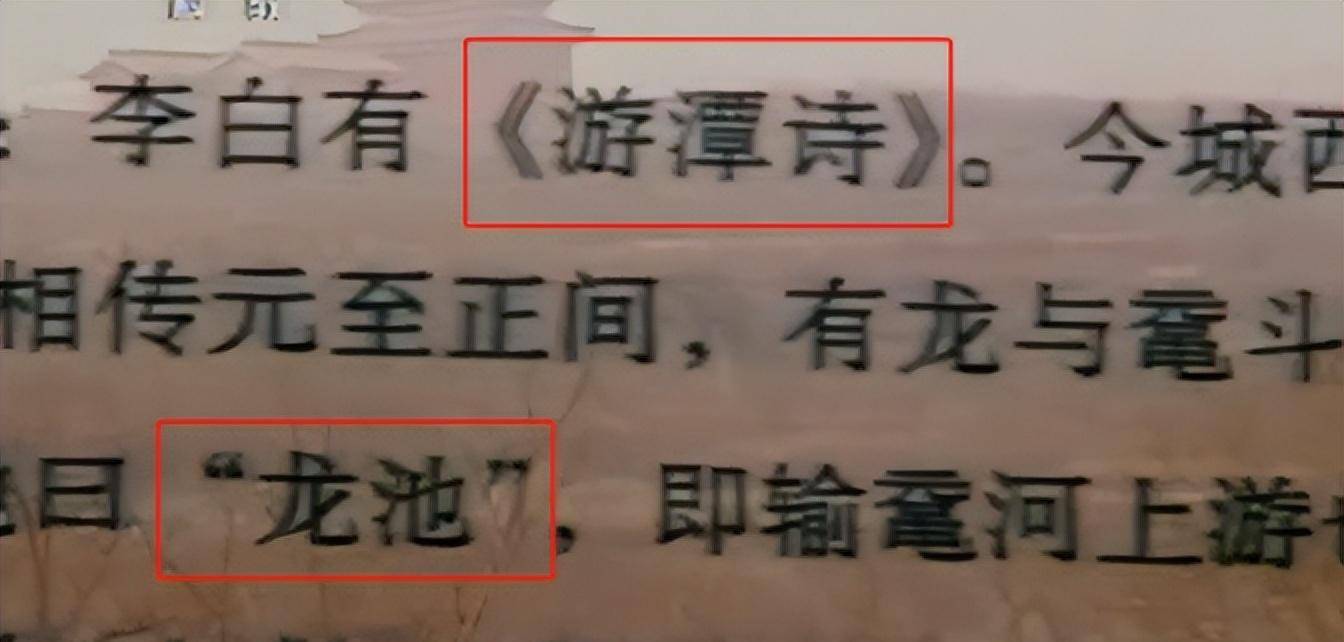 李白有《游潭诗》。今城西
相传元至正间，有龙与鼋斗
曰“龙池”，即输鼋河上游